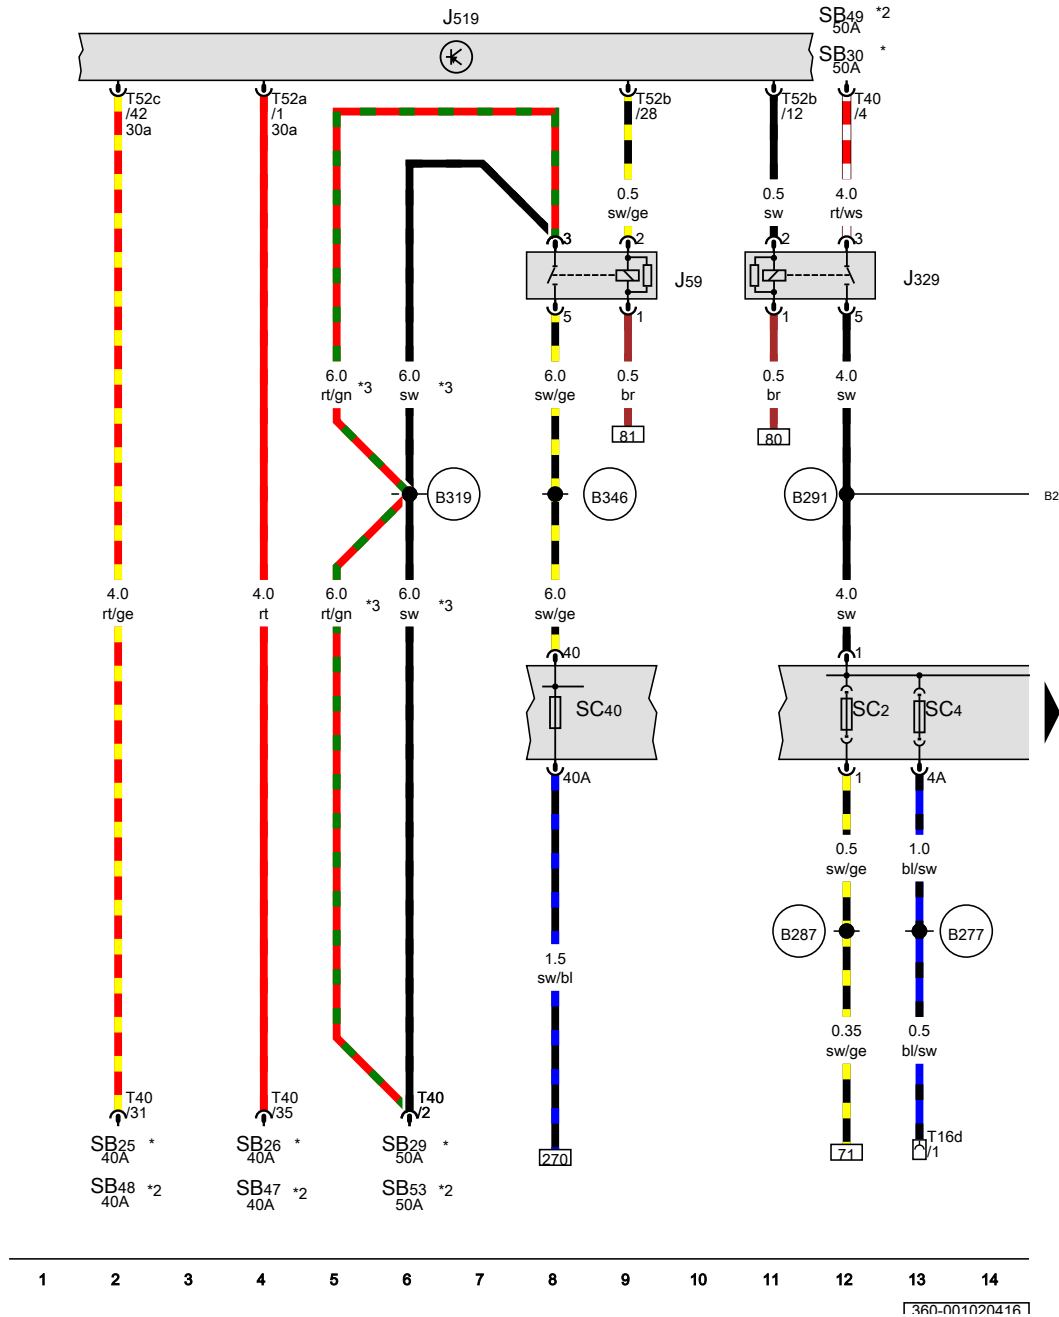 J519
SB49 *2
50A
SB30 *
50A
T52c
/42
30a
T52a
/1
30a
T52b
/28
T52b
/12
T40
/4
0.5
sw/ge
0.5
sw
4.0
rt/ws
3
2
2
3
J59
J329
5
1
1
5
6.0
rt/gn *3
6.0
sw *3
6.0
sw/ge
0.5
br
0.5
br
4.0
sw
81
80
B319
B346
B291
B2
4.0
rt/ge
4.0
rt
6.0
rt/gn *3
6.0
sw *3
6.0
sw/ge
4.0
sw
40
1
SC40
SC2
SC4
40A
1
4A
0.5
sw/ge
1.0
bl/sw
B287
B277
1.5
sw/bl
0.35
sw/ge
0.5
bl/sw
T40
/31
T40
/35
T40
/2
T16d
/1
SB25 *
40A
SB26 *
40A
SB29 *
50A
270
71
SB48 *2
40A
SB47 *2
40A
SB53 *2
50A
1 2 3 4 5 6 7 8 9 10 11 12 13 14
360-001020416